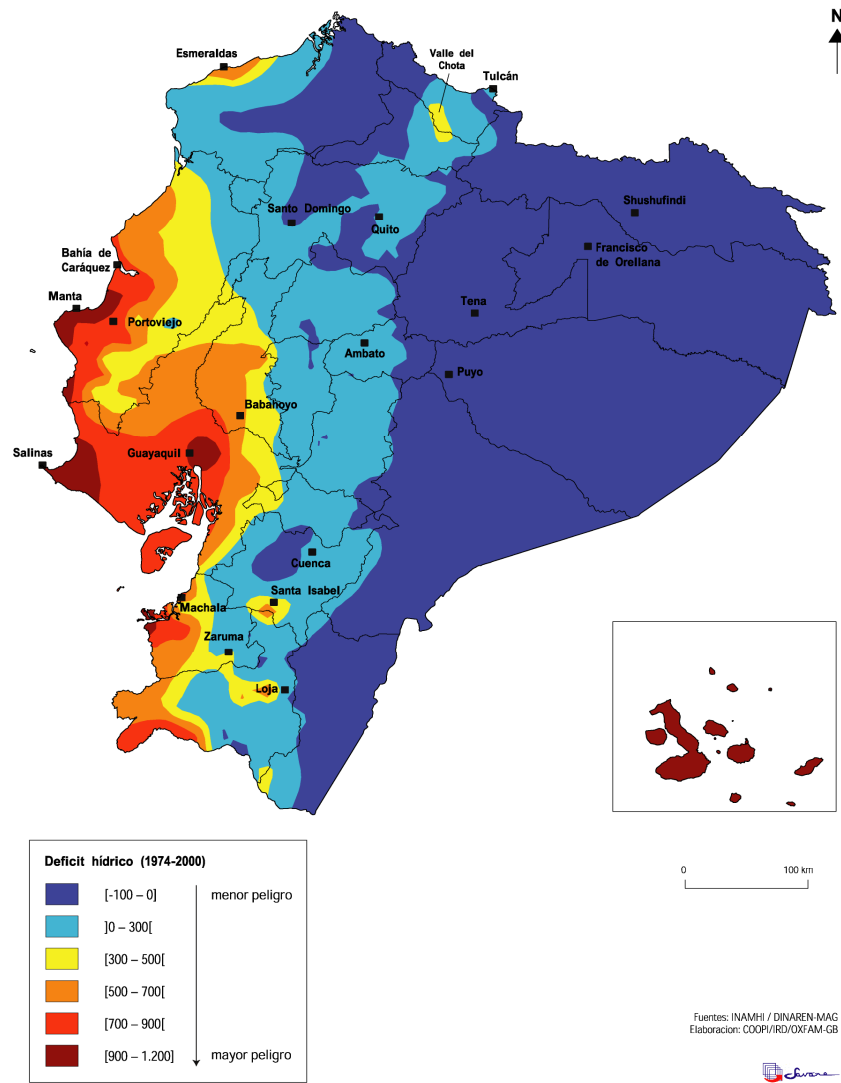 N
Esmeraldas
Valle del
Chota
Tulcán
Santo Domingo
Quito
Shushufindi
Francisco
de Orellana
Bahía de
Caráquez
Manta
Portoviejo
Tena
Ambato
Puyo
Babahoyo
Salinas
Guayaquil
Cuenca
Santa Isabel
Machala
Zaruma
Loja
Deficit hídrico (1974-2000)
[-100 – 0] menor peligro
]0 – 300[
[300 – 500[
[500 – 700[
[700 – 900[
[900 – 1.200] mayor peligro
0 100 km
Fuentes: INAMHI / DINAREN-MAG
Elaboracion: COOPI/IRD/OXFAM-GB
Savane